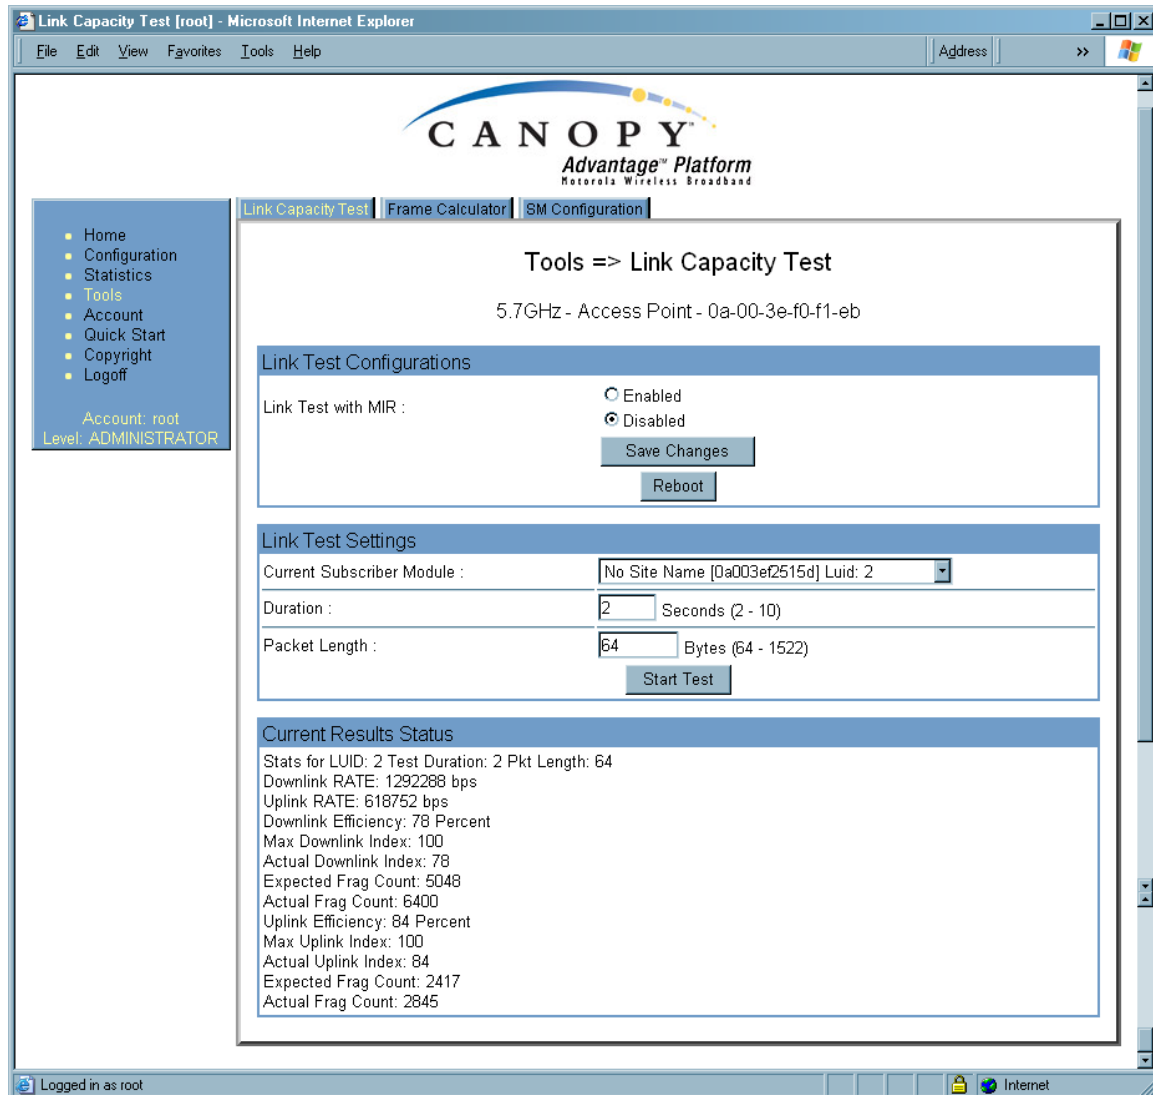 Link Capacity Test [root] - Microsoft Internet Explorer
File Edit View Favorites Tools Help Address »
CANOPY™
Advantage™ Platform
Motorola Wireless Broadband
Link Capacity Test Frame Calculator SM Configuration
Home
Configuration
Statistics
Tools
Account
Quick Start
Copyright
Logoff
Account: root
Level: ADMINISTRATOR
Tools => Link Capacity Test
5.7GHz - Access Point - 0a-00-3e-f0-f1-eb
Link Test Configurations
Link Test with MIR :
Enabled
Disabled
Save Changes
Reboot
Link Test Settings
Current Subscriber Module : No Site Name [0a003ef2515d] Luid: 2
Duration : 2 Seconds (2 - 10)
Packet Length : 64 Bytes (64 - 1522)
Start Test
Current Results Status
Stats for LUID: 2 Test Duration: 2 Pkt Length: 64
Downlink RATE: 1292288 bps
Uplink RATE: 618752 bps
Downlink Efficiency: 78 Percent
Max Downlink Index: 100
Actual Downlink Index: 78
Expected Frag Count: 5048
Actual Frag Count: 6400
Uplink Efficiency: 84 Percent
Max Uplink Index: 100
Actual Uplink Index: 84
Expected Frag Count: 2417
Actual Frag Count: 2845
Logged in as root Internet